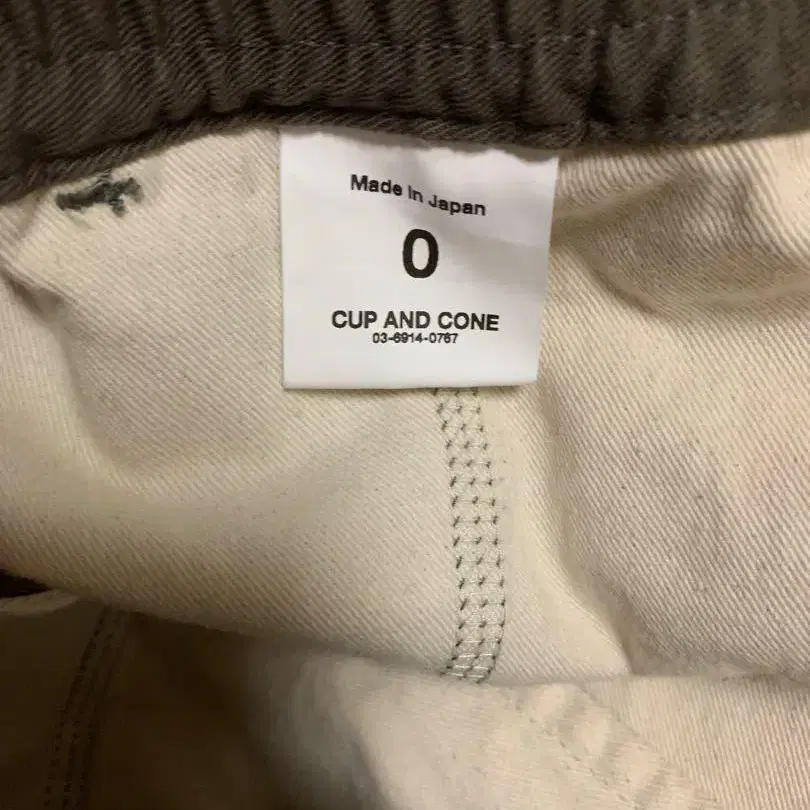 Made In Japan
0
CUP AND CONE
03-6914-0767